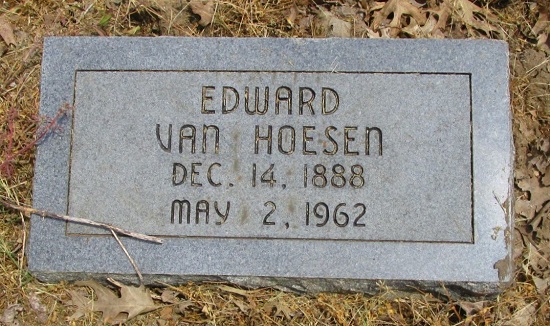 EDWARD
VAN HOESEN
DEC. 14, 1888
MAY 2, 1962